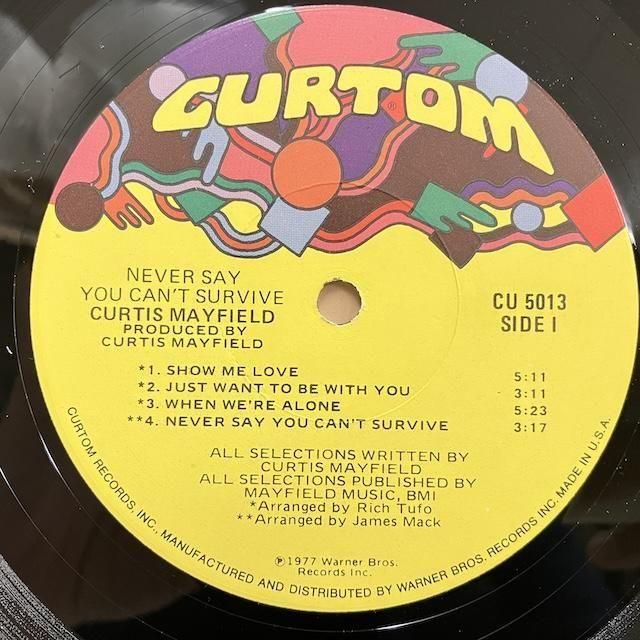 CURTOM®
NEVER SAY
YOU CAN'T SURVIVE
CURTIS MAYFIELD
PRODUCED BY
CURTIS MAYFIELD
CU 5013
SIDE I
*1. SHOW ME LOVE 5:11
*2. JUST WANT TO BE WITH YOU 3:11
*3. WHEN WE'RE ALONE 5:23
**4. NEVER SAY YOU CAN'T SURVIVE 3:17
ALL SELECTIONS WRITTEN BY
CURTIS MAYFIELD
ALL SELECTIONS PUBLISHED BY
MAYFIELD MUSIC, BMI
*Arranged by Rich Tufo
**Arranged by James Mack
℗1977 Warner Bros.
Records Inc.
CURTOM RECORDS, INC., MANUFACTURED AND DISTRIBUTED BY WARNER BROS. RECORDS INC. MADE IN U.S.A.